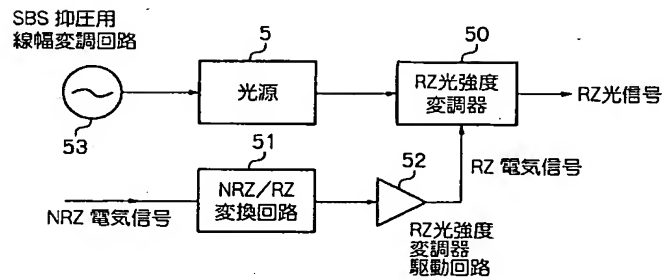 SBS 抑圧用
線幅変調回路
53
5
光源
50
RZ光強度
変調器
RZ光信号
NRZ 電気信号
51
NRZ/RZ
変換回路
52
RZ 電気信号
RZ光強度
変調器
駆動回路